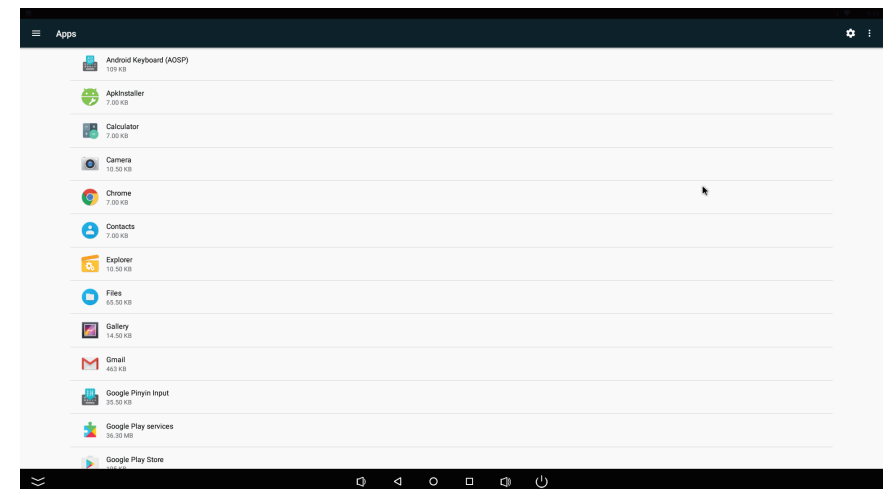 Apps
Android Keyboard (AOSP)
109 KB
ApkInstaller
7.00 KB
Calculator
7.00 KB
Camera
10.50 KB
Chrome
7.00 KB
Contacts
7.00 KB
Explorer
10.50 KB
Files
65.50 KB
Gallery
14.50 KB
Gmail
463 KB
Google Pinyin Input
35.50 KB
Google Play services
36.30 MB
Google Play Store